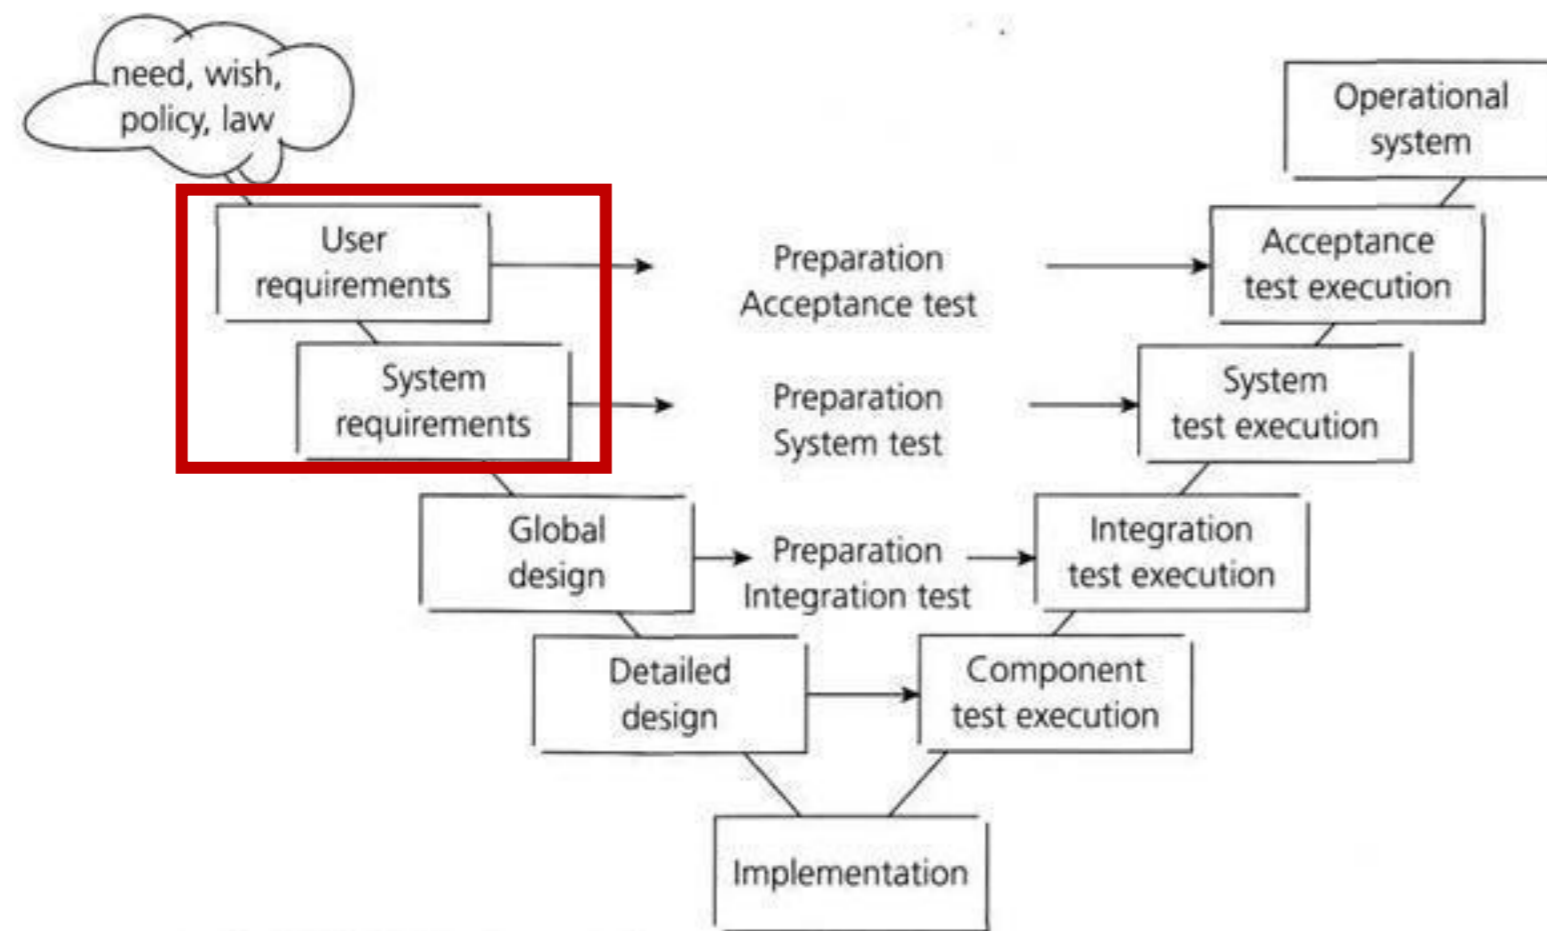 need, wish,
policy, law
Operational
system
User
requirements
Preparation
Acceptance test
Acceptance
test execution
System
requirements
Preparation
System test
System
test execution
Global
design
Preparation
Integration test
Integration
test execution
Detailed
design
Component
test execution
Implementation